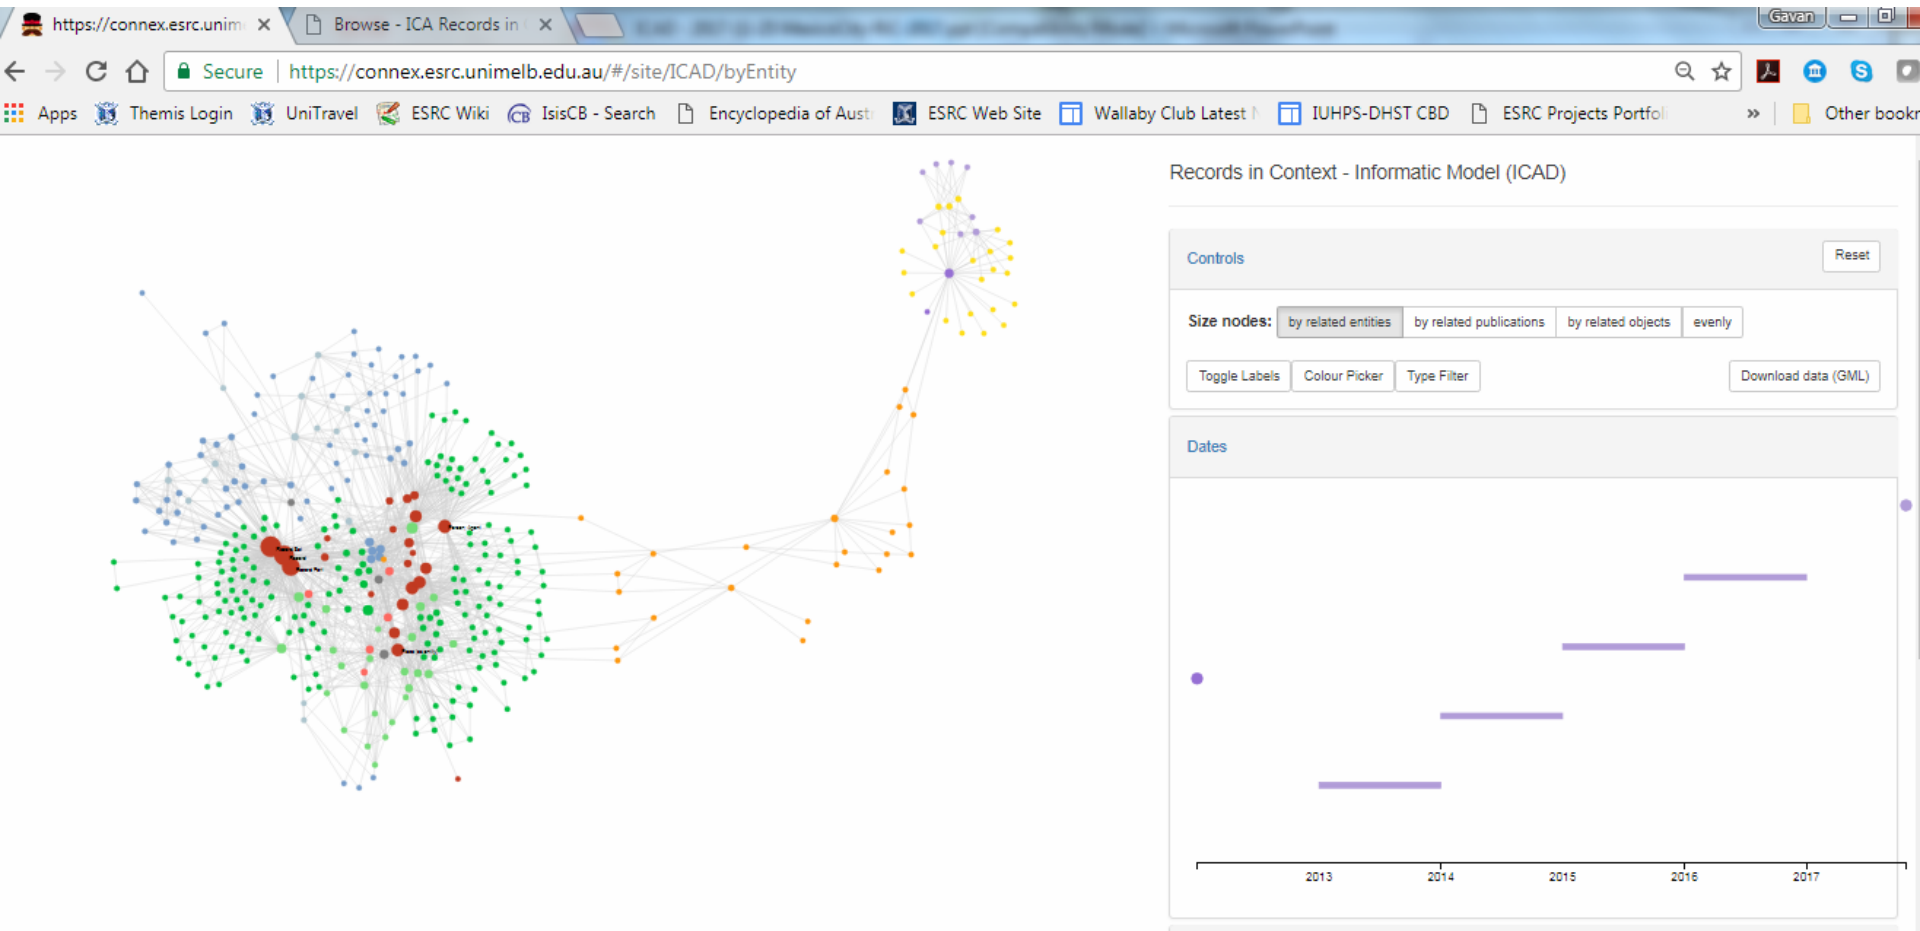 https://connex.esrc.unim
Browse - ICA Records in
Gavan
Secure
https://connex.esrc.unimelb.edu.au/#/site/ICAD/byEntity
Apps
Themis Login
UniTravel
ESRC Wiki
CB
IsisCB - Search
Encyclopedia of Aust
ESRC Web Site
Wallaby Club Latest
IUHPS-DHST CBD
ESRC Projects Portfoli
»
Other bookr
Records in Context - Informatic Model (ICAD)
Controls
Reset
Size nodes:
by related entities
by related publications
by related objects
evenly
Toggle Labels
Colour Picker
Type Filter
Download data (GML)
Dates
2013
2014
2015
2016
2017